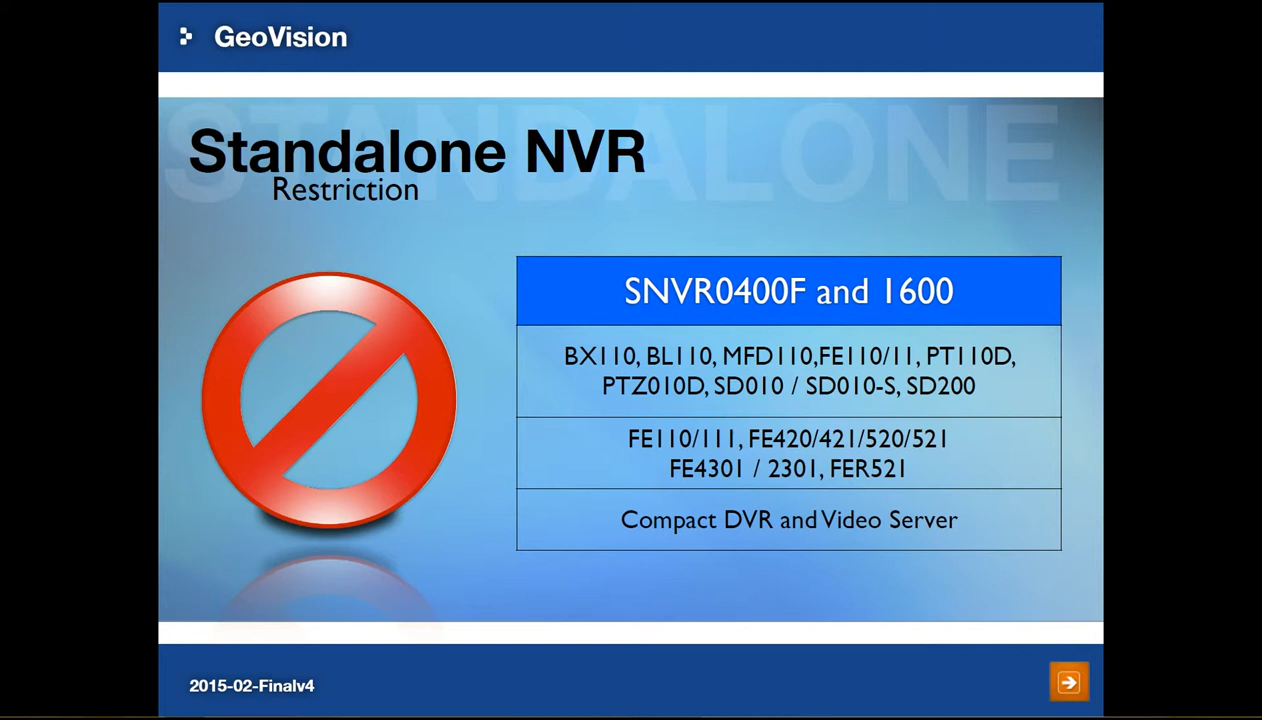 GeoVision
STANDALONE
Standalone NVR
Restriction
SNVR0400F and 1600
BX110, BL110, MFD110,FE110/11, PT110D,
PTZ010D, SD010 / SD010-S, SD200
FE110/111, FE420/421/520/521
FE4301 / 2301, FER521
Compact DVR and Video Server
2015-02-Finalv4